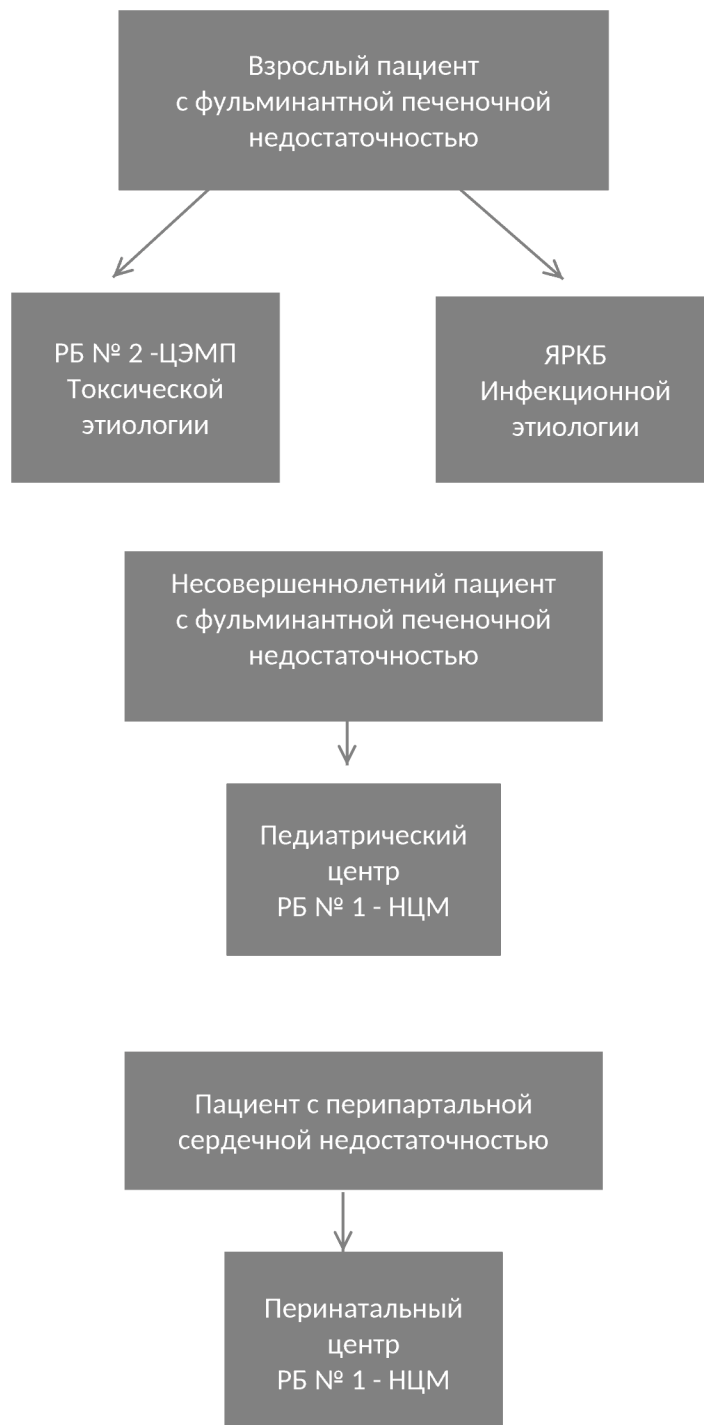 Взрослый пациент
с фульминантной печеночной
недостаточностью
РБ № 2 -ЦЭМП
Токсической
этиологии
ЯРКБ
Инфекционной
этиологии
Несовершеннолетний пациент
с фульминантной печеночной
недостаточностью
Педиатрический
центр
РБ № 1 - НЦМ
Пациент с перипартальной
сердечной недостаточностью
Перинатальный
центр
РБ № 1 - НЦМ